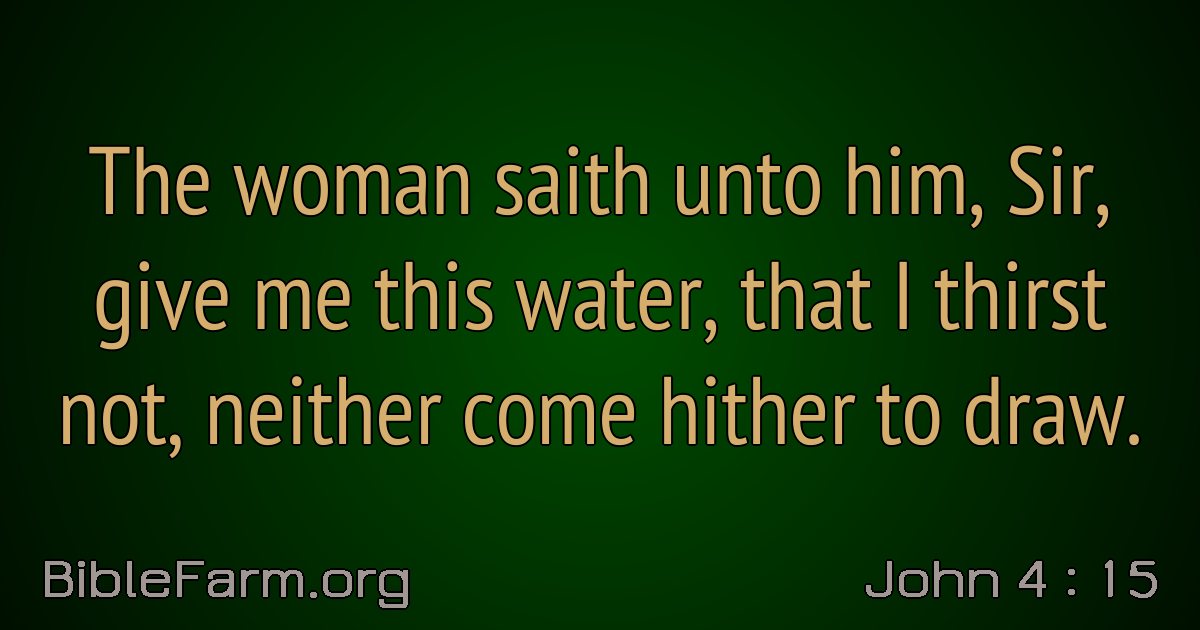 The woman saith unto him, Sir,
give me this water, that I thirst
not, neither come hither to draw.
BibleFarm.org
John 4 : 15